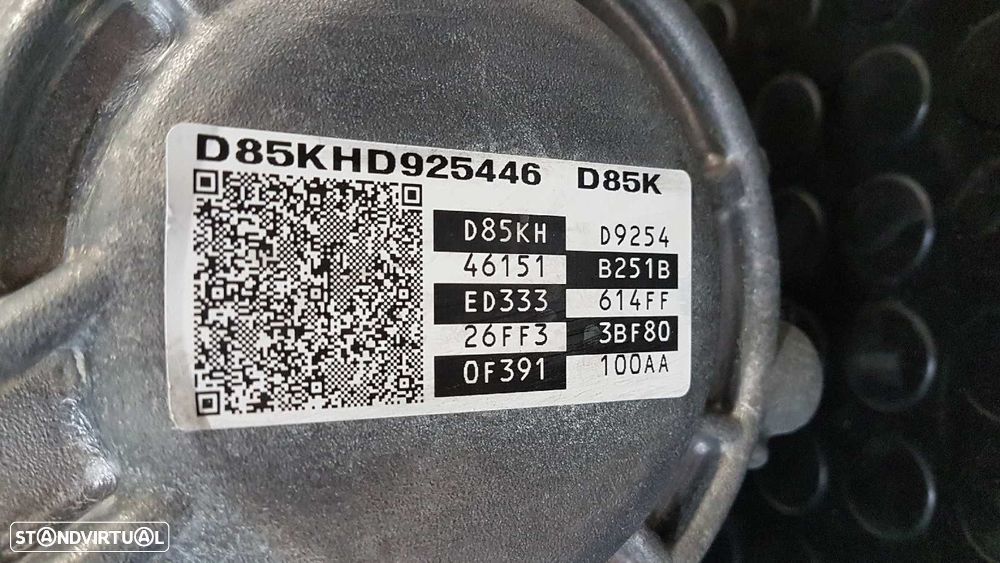 D85KHD925446 D85K
D85KH D9254
46151 B251B
ED333 614FF
26FF3 3BF80
0F391 100AA
STANDVIRTUAL